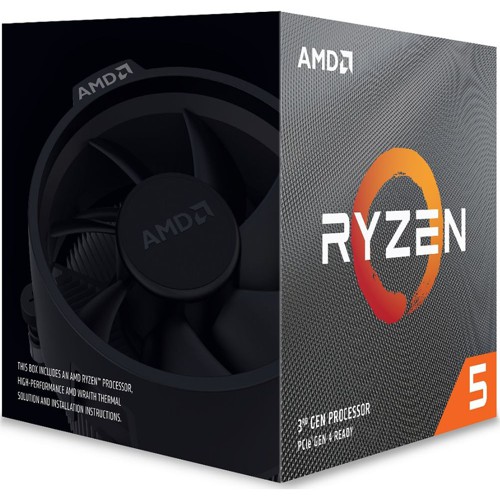 AMD
AMD
THIS BOX INCLUDES AN AMD RYZEN™ PROCESSOR,
HIGH-PERFORMANCE AMD WRAITH THERMAL
SOLUTION AND INSTALLATION INSTRUCTIONS.
AMD
RYZEN
3RD GEN PROCESSOR
PCIe GEN 4 READY
5